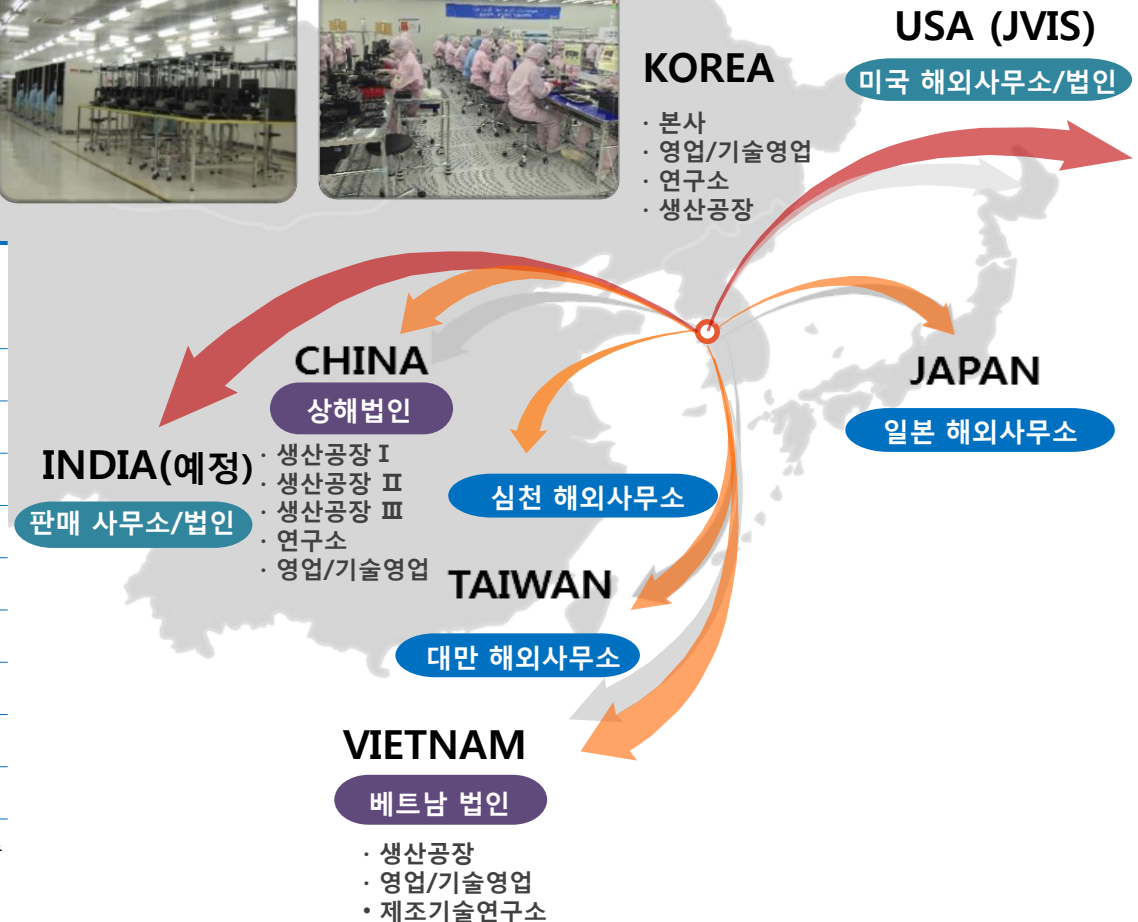 USA (JVIS)
미국 해외사무소/법인
KOREA
· 본사
· 영업/기술영업
· 연구소
· 생산공장
CHINA
상해법인
· 생산공장 Ⅰ
· 생산공장 Ⅱ
· 생산공장 Ⅲ
· 연구소
· 영업/기술영업
INDIA(예정)
판매 사무소/법인
JAPAN
일본 해외사무소
심천 해외사무소
TAIWAN
대만 해외사무소
VIETNAM
베트남 법인
· 생산공장
· 영업/기술영업
• 제조기술연구소